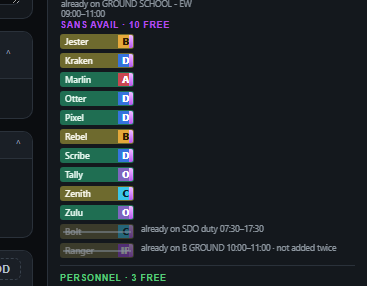 already on GROUND SCHOOL - EW
09:00–11:00
SANS AVAIL · 10 FREE
Jester B
Kraken D
Marlin A
Otter D
Pixel D
Rebel B
Scribe D
Tally O
Zenith C
Zulu O
Bolt C already on SDO duty 07:30–17:30
Ranger IP already on B GROUND 10:00–11:00 · not added twice
PERSONNEL · 3 FREE